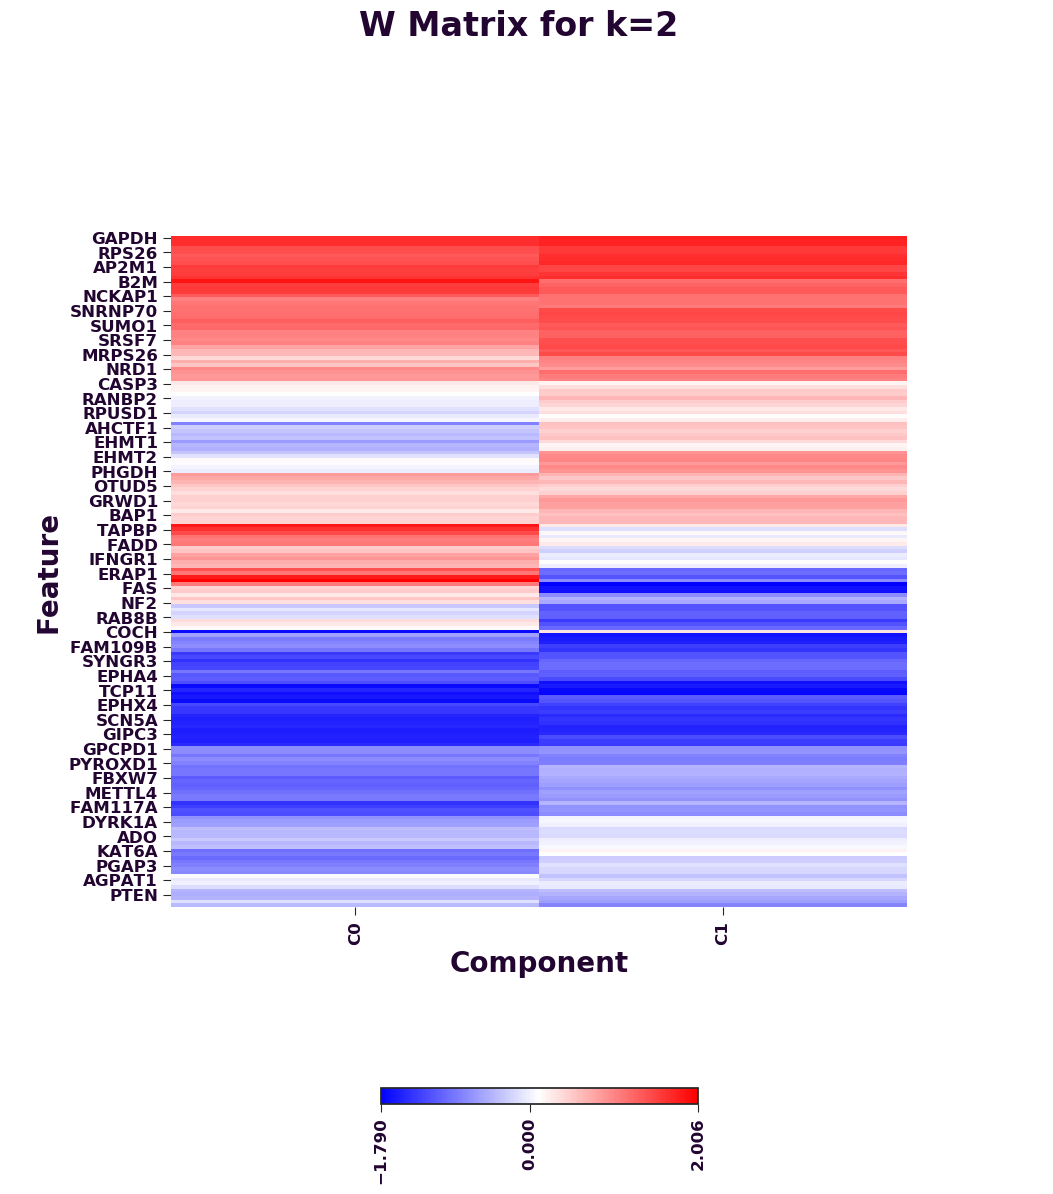 W Matrix for k=2
GAPDH
RPS26
AP2M1
B2M
NCKAP1
SNRNP70
SUMO1
SRSF7
MRPS26
NRD1
CASP3
RANBP2
RPUSD1
AHCTF1
EHMT1
EHMT2
PHGDH
OTUD5
GRWD1
BAP1
TAPBP
FADD
IFNGR1
ERAP1
FAS
NF2
RAB8B
COCH
FAM109B
SYNGR3
EPHA4
TCP11
EPHX4
SCN5A
GIPC3
GPCPD1
PYROXD1
FBXW7
METTL4
FAM117A
DYRK1A
ADO
KAT6A
PGAP3
AGPAT1
PTEN
Feature
C0
C1
Component
−1.790
0.000
2.006